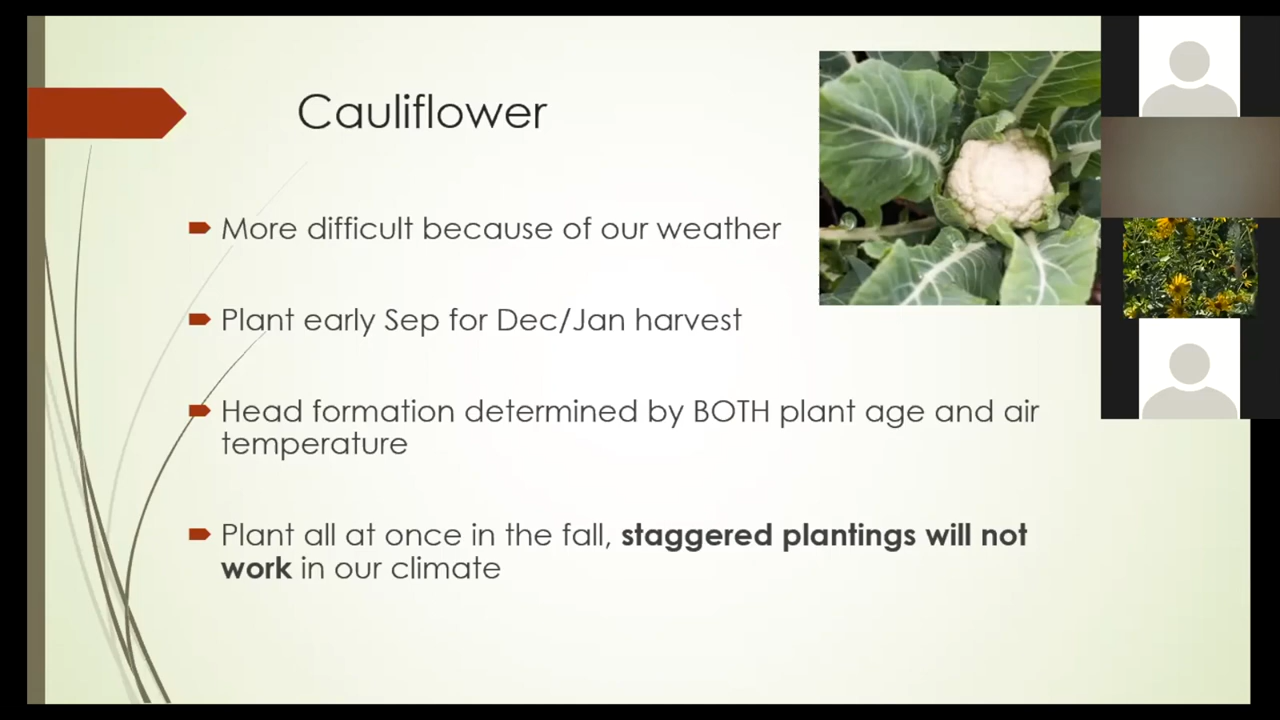 Cauliflower
More difficult because of our weather
Plant early Sep for Dec/Jan harvest
Head formation determined by BOTH plant age and air
temperature
Plant all at once in the fall, staggered plantings will not
work in our climate